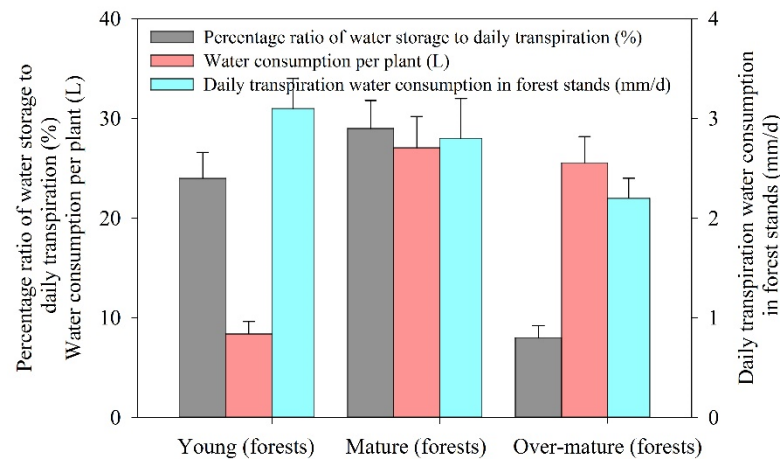 Percentage ratio of water storage to
daily transpiration (%)
Water consumption per plant (L)
40
30
20
10
0
Percentage ratio of water storage to daily transpiration (%)
Water consumption per plant (L)
Daily transpiration water consumption in forest stands (mm/d)
4
3
2
1
0
Daily transpiration water consumption
in forest stands (mm/d)
Young (forests)
Mature (forests)
Over-mature (forests)